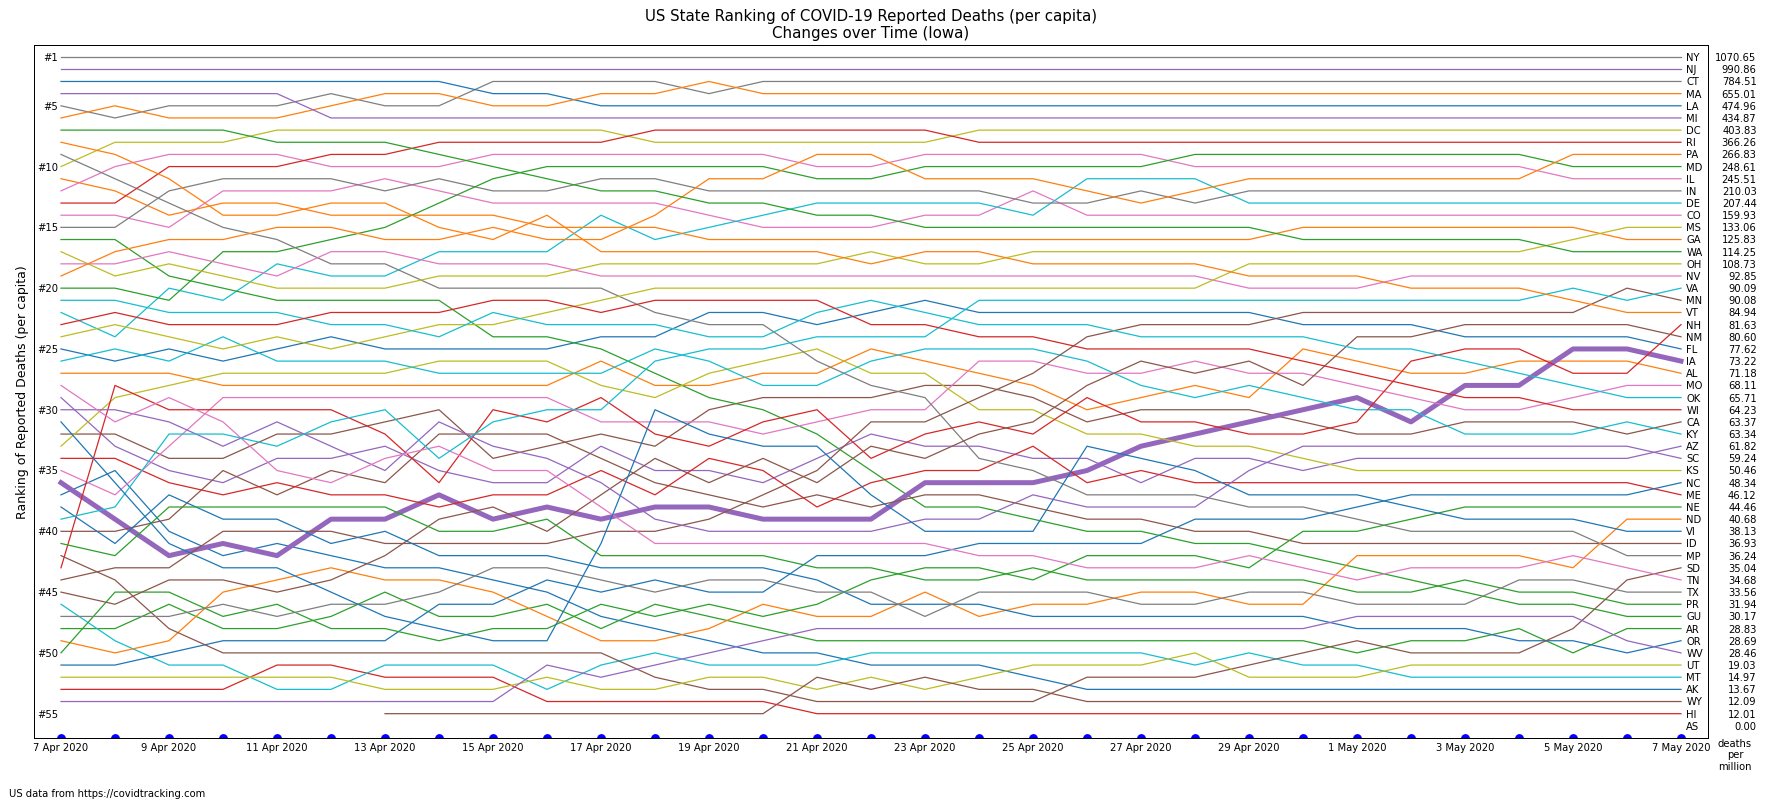 US State Ranking of COVID-19 Reported Deaths (per capita)
Changes over Time (Iowa)
Ranking of Reported Deaths (per capita)
#1
#5
#10
#15
#20
#25
#30
#35
#40
#45
#50
#55
NY 1070.65
NJ 990.86
CT 784.51
MA 655.01
LA 474.96
MI 434.87
DC 403.83
RI 366.26
PA 266.83
MD 248.61
IL 245.51
IN 210.03
DE 207.44
CO 159.93
MS 133.06
GA 125.83
WA 114.25
OH 108.73
NV 92.85
VA 90.09
MN 90.08
VT 84.94
NH 81.63
NM 80.60
FL 77.62
IA 73.22
AL 71.18
MO 68.11
OK 65.71
WI 64.23
CA 63.37
KY 63.34
AZ 61.82
SC 59.24
KS 50.46
NC 48.34
ME 46.12
NE 44.46
ND 40.68
VI 38.13
ID 36.93
MP 36.24
SD 35.04
TN 34.68
TX 33.56
PR 31.94
GU 30.17
AR 28.83
OR 28.69
WV 28.46
UT 19.03
MT 14.97
AK 13.67
WY 12.09
HI 12.01
AS 0.00
7 Apr 2020 9 Apr 2020 11 Apr 2020 13 Apr 2020 15 Apr 2020 17 Apr 2020 19 Apr 2020 21 Apr 2020 23 Apr 2020 25 Apr 2020 27 Apr 2020 29 Apr 2020 1 May 2020 3 May 2020 5 May 2020 7 May 2020
deaths
per
million
US data from https://covidtracking.com